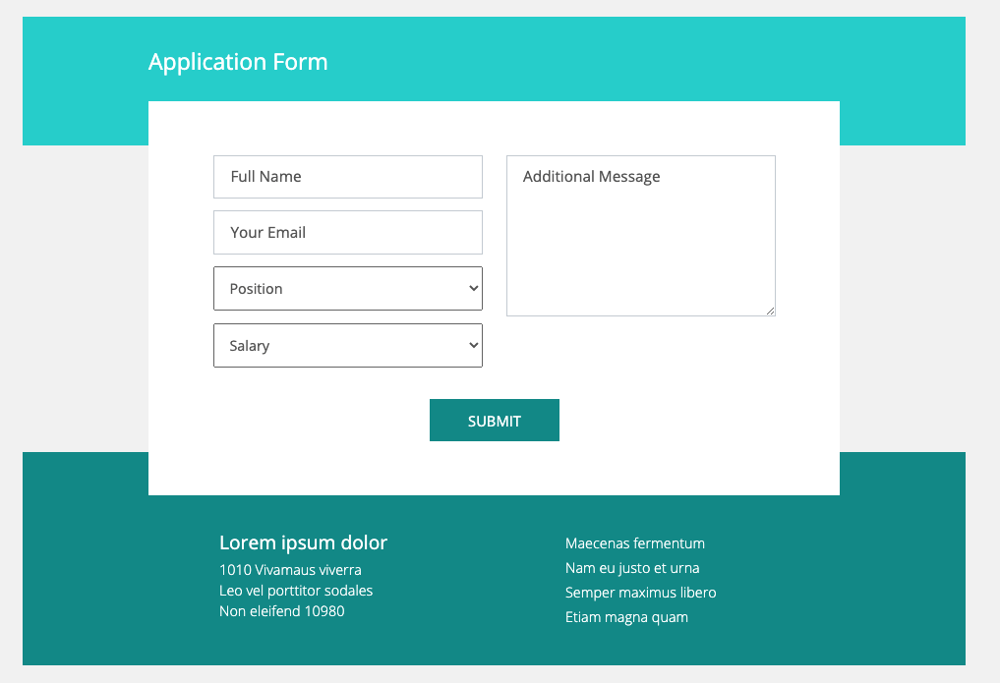 Application Form
Full Name
Your Email
Position
Salary
Additional Message
SUBMIT
Lorem ipsum dolor
1010 Vivamaus viverra
Leo vel porttitor sodales
Non eleifend 10980
Maecenas fermentum
Nam eu justo et urna
Semper maximus libero
Etiam magna quam